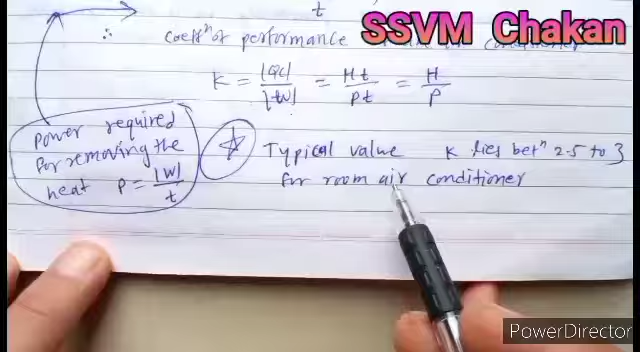 t
SSVM Chakan
∴ coeffⁿ of performance conditioner
K = |Qc| / |W| = Ht / Pt = H / P
Power required
for removing the
heat P = |W| / t
Typical value K lies betⁿ 2.5 to 3
for room air conditioner
PowerDirector